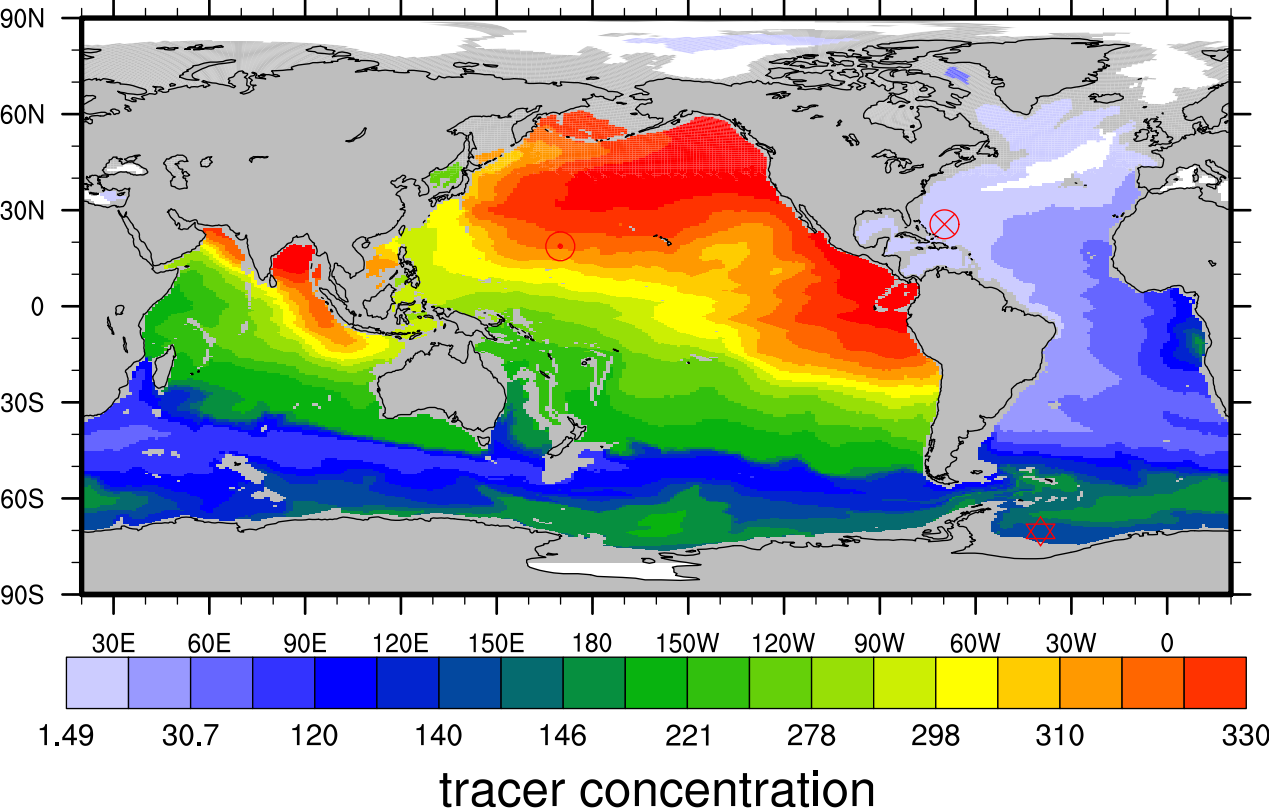 90N
60N
30N
0
30S
60S
90S
30E 60E 90E 120E 150E 180 150W 120W 90W 60W 30W 0
1.49 30.7 120 140 146 221 278 298 310 330
tracer concentration